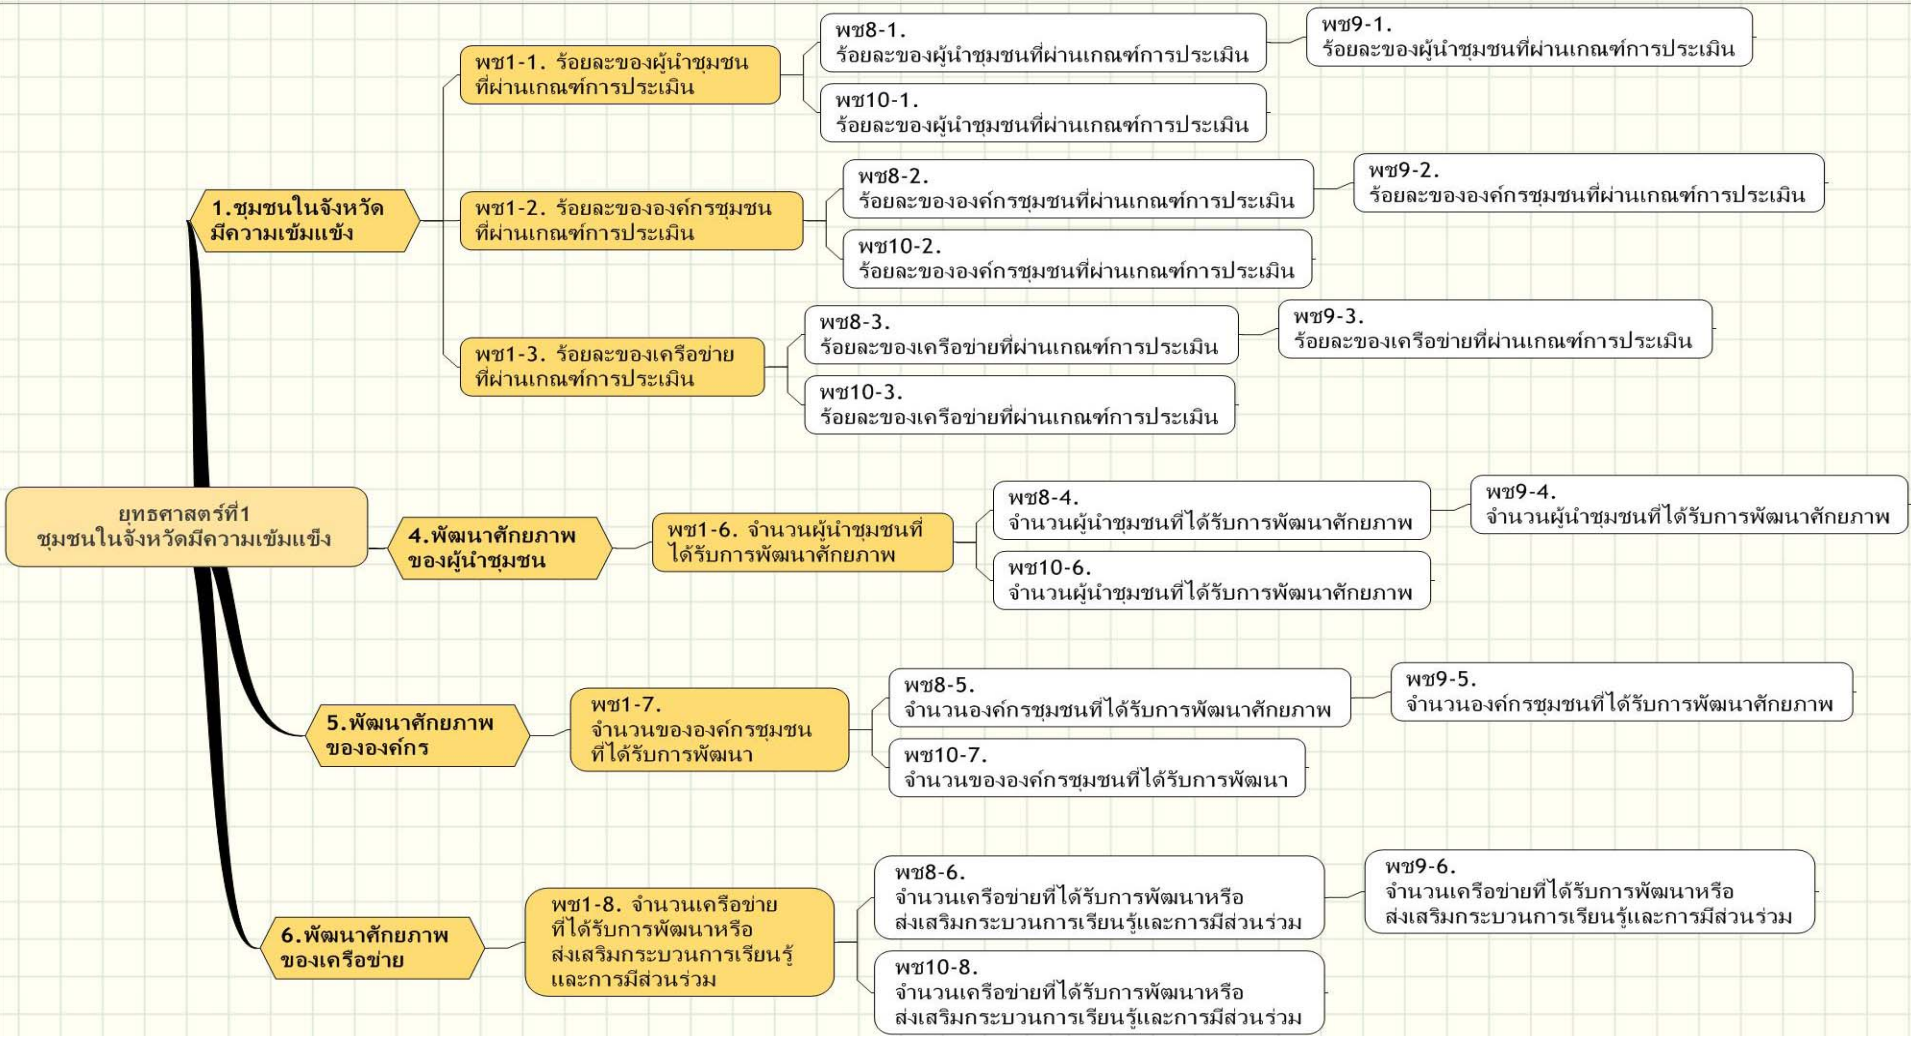 ยุทธศาสตร์ที่1
ชุมชนในจังหวัดมีความเข้มแข็ง
1.ชุมชนในจังหวัด
มีความเข้มแข้ง
พช1-1. ร้อยละของผู้นำชุมชน
ที่ผ่านเกณฑ์การประเมิน
พช8-1.
ร้อยละของผู้นำชุมชนที่ผ่านเกณฑ์การประเมิน
พช9-1.
ร้อยละของผู้นำชุมชนที่ผ่านเกณฑ์การประเมิน
พช10-1.
ร้อยละของผู้นำชุมชนที่ผ่านเกณฑ์การประเมิน
พช1-2. ร้อยละขององค์กรชุมชน
ที่ผ่านเกณฑ์การประเมิน
พช8-2.
ร้อยละขององค์กรชุมชนที่ผ่านเกณฑ์การประเมิน
พช9-2.
ร้อยละขององค์กรชุมชนที่ผ่านเกณฑ์การประเมิน
พช10-2.
ร้อยละขององค์กรชุมชนที่ผ่านเกณฑ์การประเมิน
พช1-3. ร้อยละของเครือข่าย
ที่ผ่านเกณฑ์การประเมิน
พช8-3.
ร้อยละของเครือข่ายที่ผ่านเกณฑ์การประเมิน
พช9-3.
ร้อยละของเครือข่ายที่ผ่านเกณฑ์การประเมิน
พช10-3.
ร้อยละของเครือข่ายที่ผ่านเกณฑ์การประเมิน
4.พัฒนาศักยภาพ
ของผู้นำชุมชน
พช1-6. จำนวนผู้นำชุมชนที่
ได้รับการพัฒนาศักยภาพ
พช8-4.
จำนวนผู้นำชุมชนที่ได้รับการพัฒนาศักยภาพ
พช9-4.
จำนวนผู้นำชุมชนที่ได้รับการพัฒนาศักยภาพ
พช10-6.
จำนวนผู้นำชุมชนที่ได้รับการพัฒนาศักยภาพ
5.พัฒนาศักยภาพ
ขององค์กร
พช1-7.
จำนวนขององค์กรชุมชน
ที่ได้รับการพัฒนา
พช8-5.
จำนวนองค์กรชุมชนที่ได้รับการพัฒนาศักยภาพ
พช9-5.
จำนวนองค์กรชุมชนที่ได้รับการพัฒนาศักยภาพ
พช10-7.
จำนวนขององค์กรชุมชนที่ได้รับการพัฒนา
6.พัฒนาศักยภาพ
ของเครือข่าย
พช1-8. จำนวนเครือข่าย
ที่ได้รับการพัฒนาหรือ
ส่งเสริมกระบวนการเรียนรู้
และการมีส่วนร่วม
พช8-6.
จำนวนเครือข่ายที่ได้รับการพัฒนาหรือ
ส่งเสริมกระบวนการเรียนรู้และการมีส่วนร่วม
พช9-6.
จำนวนเครือข่ายที่ได้รับการพัฒนาหรือ
ส่งเสริมกระบวนการเรียนรู้และการมีส่วนร่วม
พช10-8.
จำนวนเครือข่ายที่ได้รับการพัฒนาหรือ
ส่งเสริมกระบวนการเรียนรู้และการมีส่วนร่วม